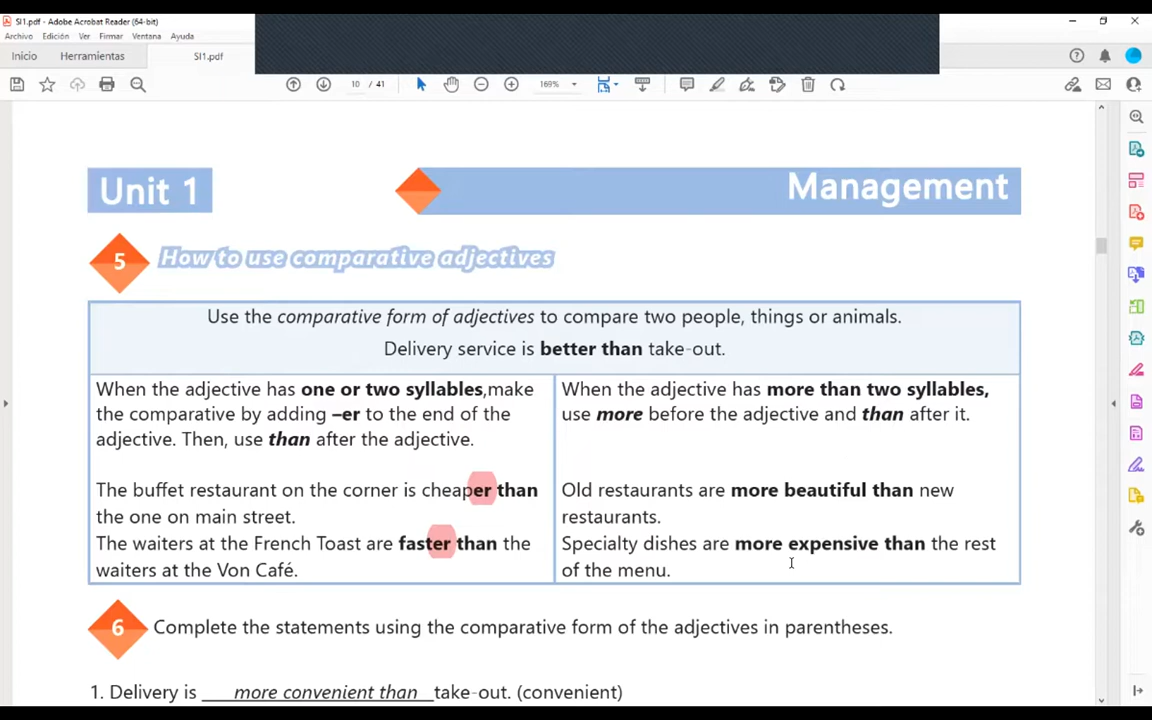 SI1.pdf - Adobe Acrobat Reader (64-bit)
Archivo Edición Ver Firmar Ventana Ayuda
Inicio Herramientas SI1.pdf
10 / 41 169%
Unit 1 Management
5 How to use comparative adjectives
Use the comparative form of adjectives to compare two people, things or animals.
Delivery service is better than take-out.
When the adjective has one or two syllables,make
the comparative by adding –er to the end of the
adjective. Then, use than after the adjective.
The buffet restaurant on the corner is cheaper than
the one on main street.
The waiters at the French Toast are faster than the
waiters at the Von Café.
When the adjective has more than two syllables,
use more before the adjective and than after it.
Old restaurants are more beautiful than new
restaurants.
Specialty dishes are more expensive than the rest
of the menu.
6 Complete the statements using the comparative form of the adjectives in parentheses.
1. Delivery is ____more convenient than__take-out. (convenient)